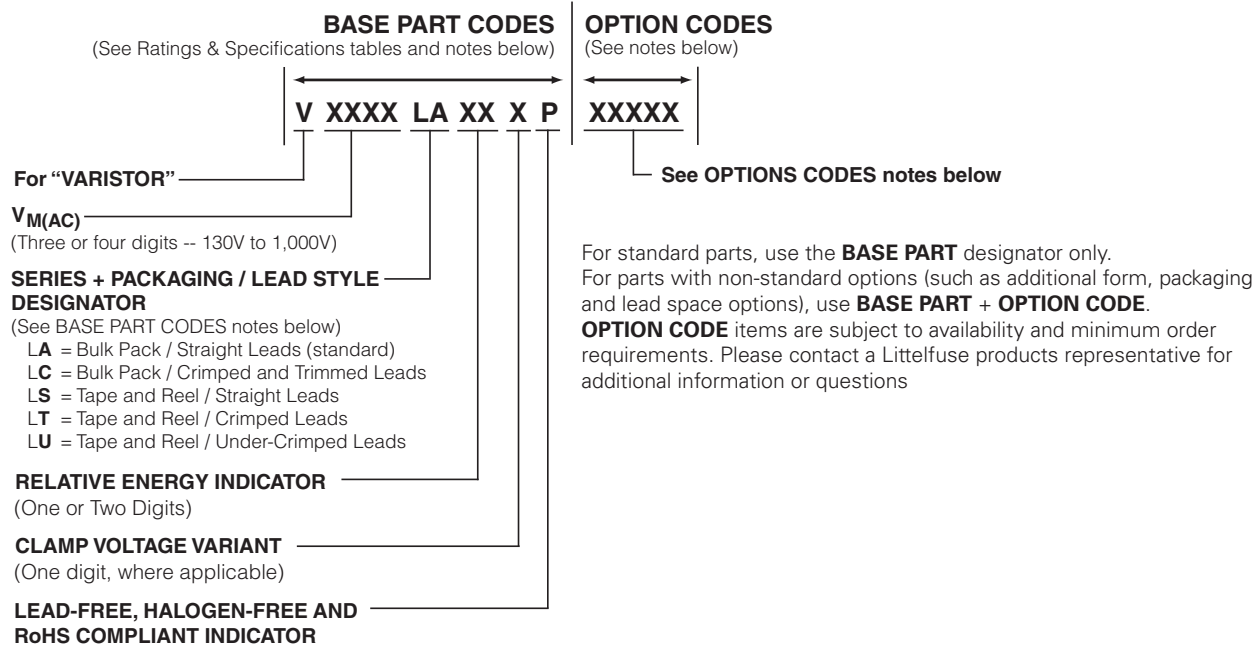 BASE PART CODES
(See Ratings & Specifications tables and notes below)
OPTION CODES
(See notes below)
V XXXX LA XX X P XXXXX
For “VARISTOR”
See OPTIONS CODES notes below
VM(AC)
(Three or four digits -- 130V to 1,000V)
SERIES + PACKAGING / LEAD STYLE
DESIGNATOR
(See BASE PART CODES notes below)
LA = Bulk Pack / Straight Leads (standard)
LC = Bulk Pack / Crimped and Trimmed Leads
LS = Tape and Reel / Straight Leads
LT = Tape and Reel / Crimped Leads
LU = Tape and Reel / Under-Crimped Leads
RELATIVE ENERGY INDICATOR
(One or Two Digits)
CLAMP VOLTAGE VARIANT
(One digit, where applicable)
LEAD-FREE, HALOGEN-FREE AND
RoHS COMPLIANT INDICATOR
For standard parts, use the BASE PART designator only.
For parts with non-standard options (such as additional form, packaging
and lead space options), use BASE PART + OPTION CODE.
OPTION CODE items are subject to availability and minimum order
requirements. Please contact a Littelfuse products representative for
additional information or questions